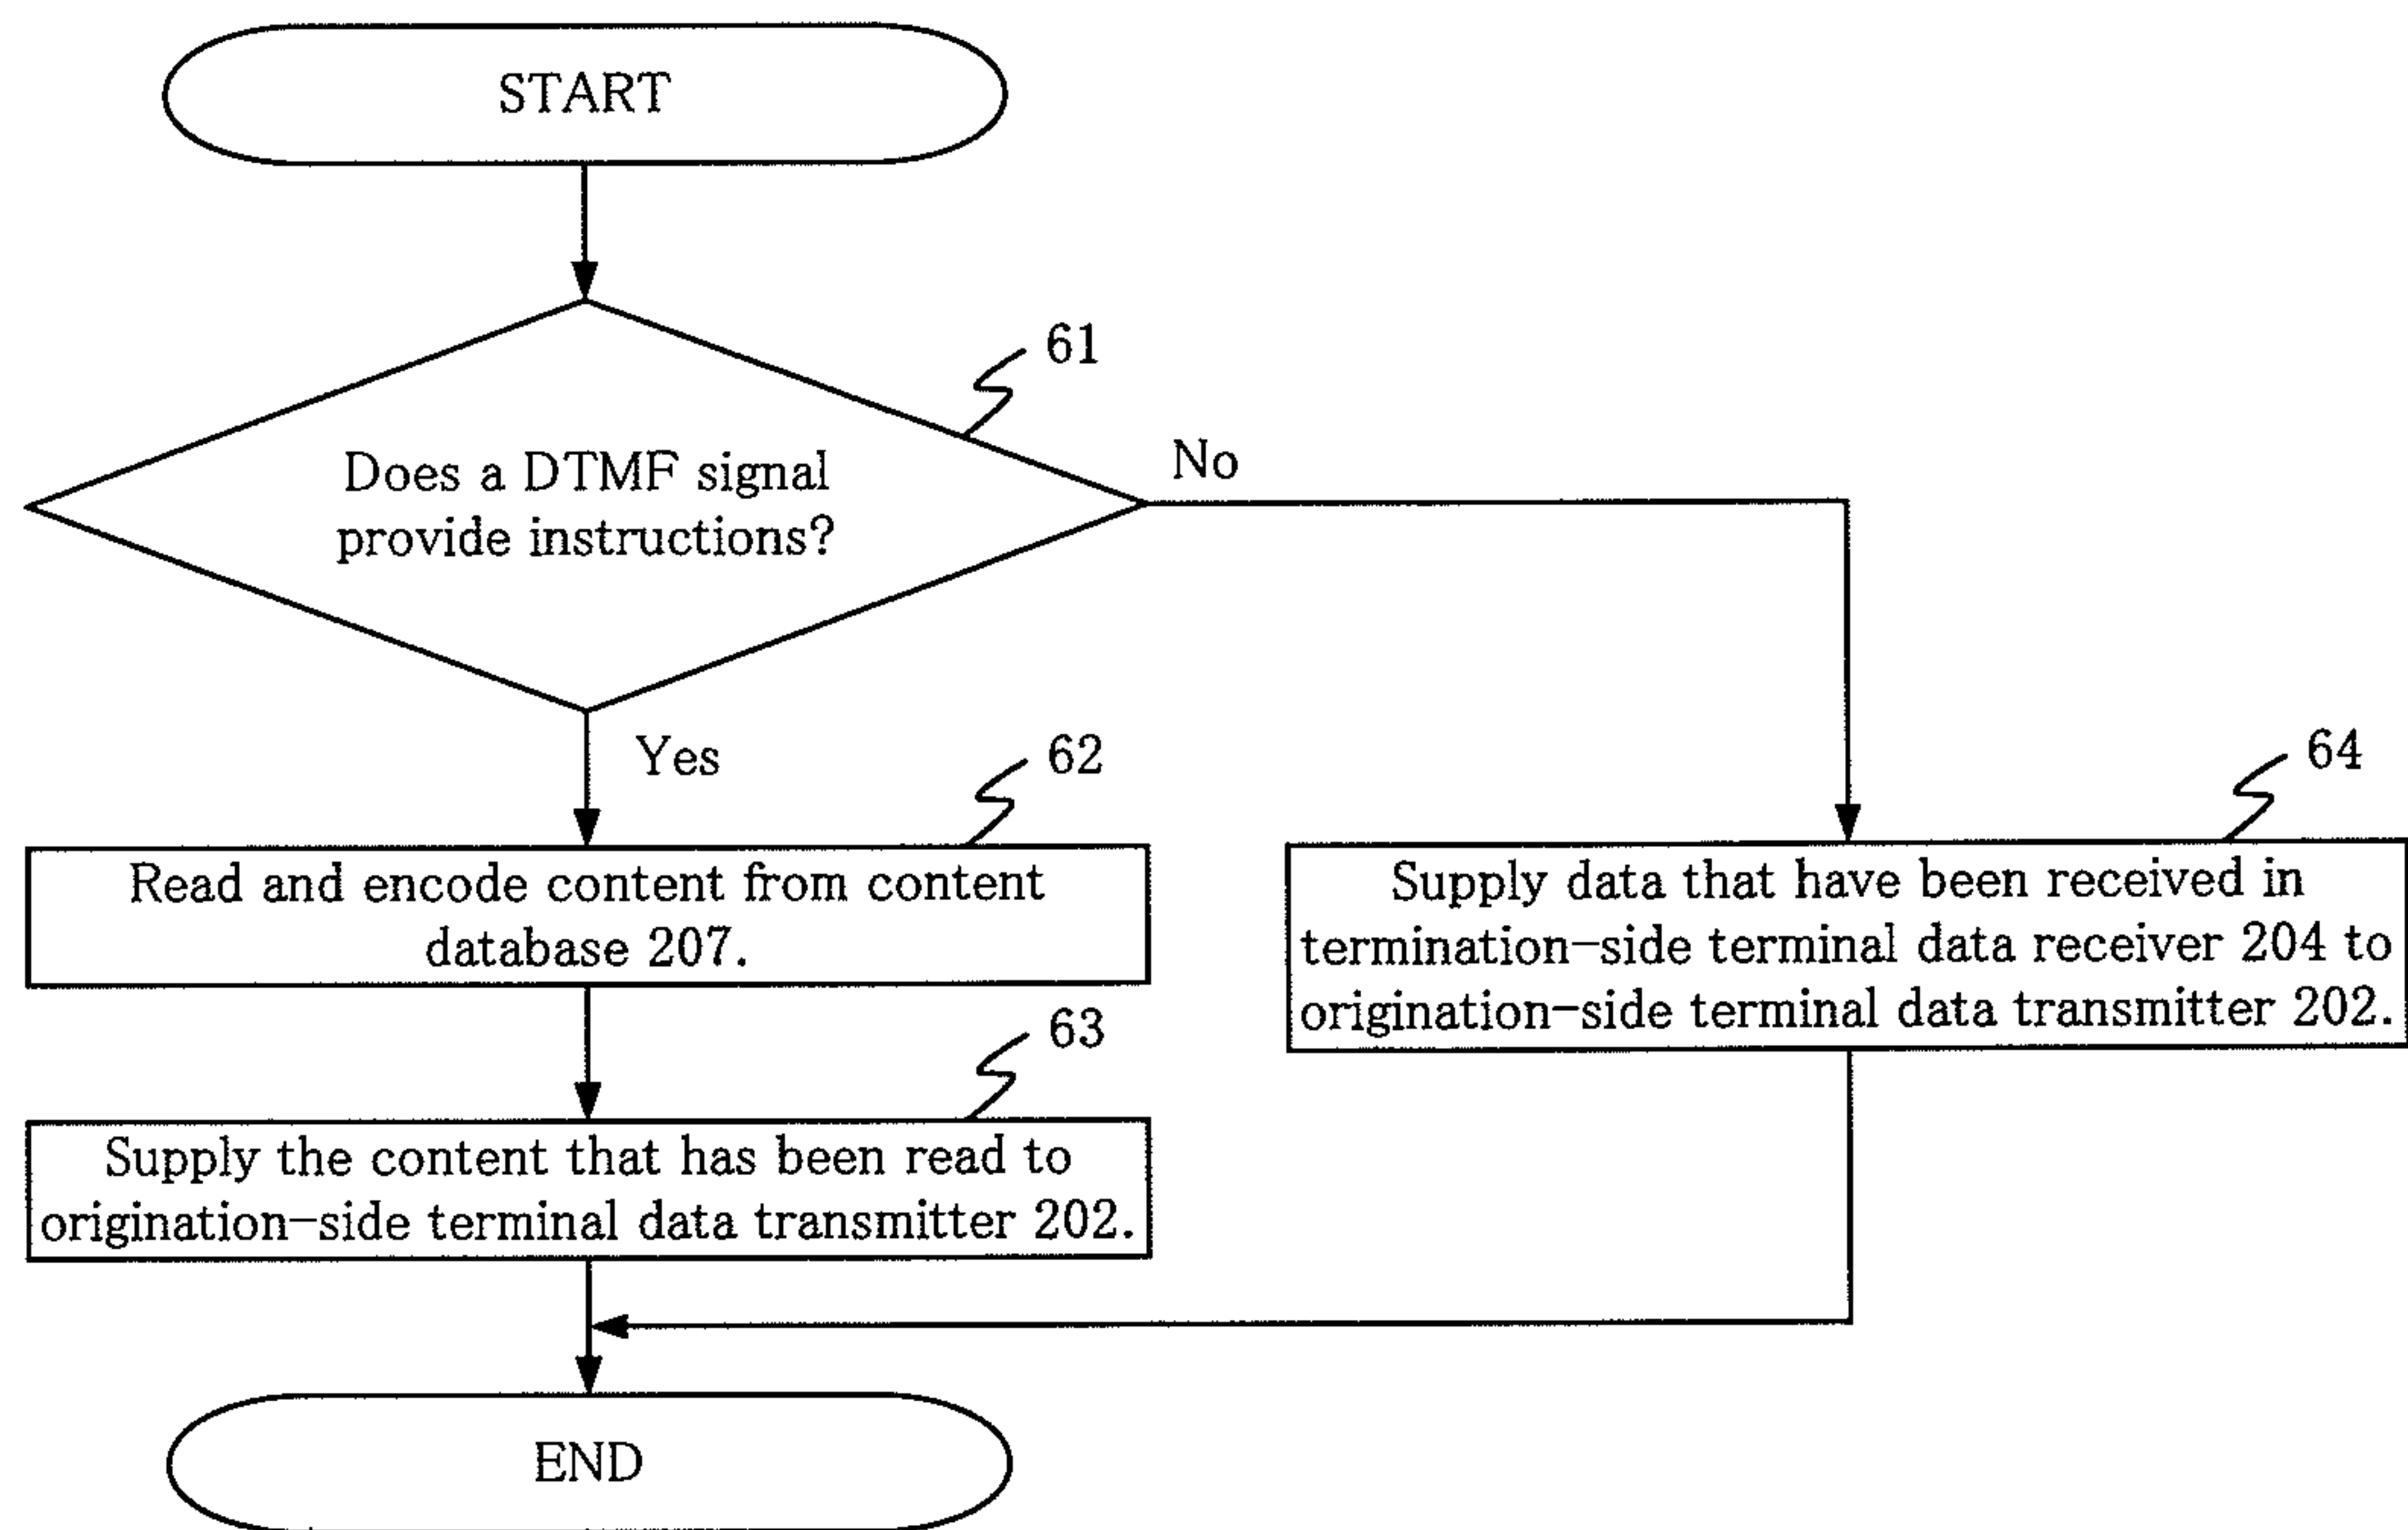 START
61
Does a DTMF signal
provide instructions?
No
Yes
62
Read and encode content from content
database 207.
63
Supply the content that has been read to
origination-side terminal data transmitter 202.
64
Supply data that have been received in
termination-side terminal data receiver 204 to
origination-side terminal data transmitter 202.
END